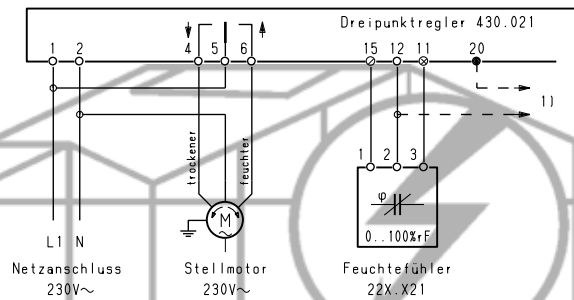 Dreipunktregler 430.021
1 2 4 5 6 15 12 11 20
1)
trockener
feuchter
1 2 3
M
φ
0..100%rF
L1 N
Netzanschluss Stellmotor Feuchtefühler
230V~ 230V~ 22X.X21